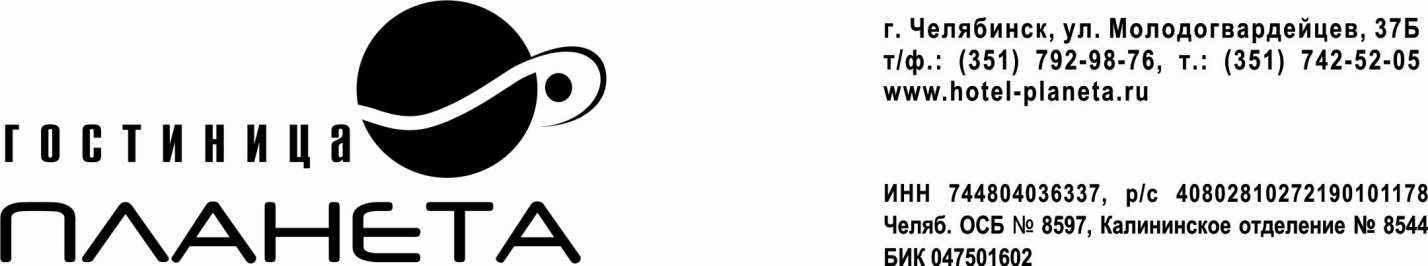 гостиница
ПЛАНЕТА
г. Челябинск, ул. Молодогвардейцев, 37Б
т/ф.: (351) 792-98-76, т.: (351) 742-52-05
www.hotel-planeta.ru
ИНН 744804036337, р/с 40802810272190101178
Челяб. ОСБ № 8597, Калининское отделение № 8544
БИК 047501602